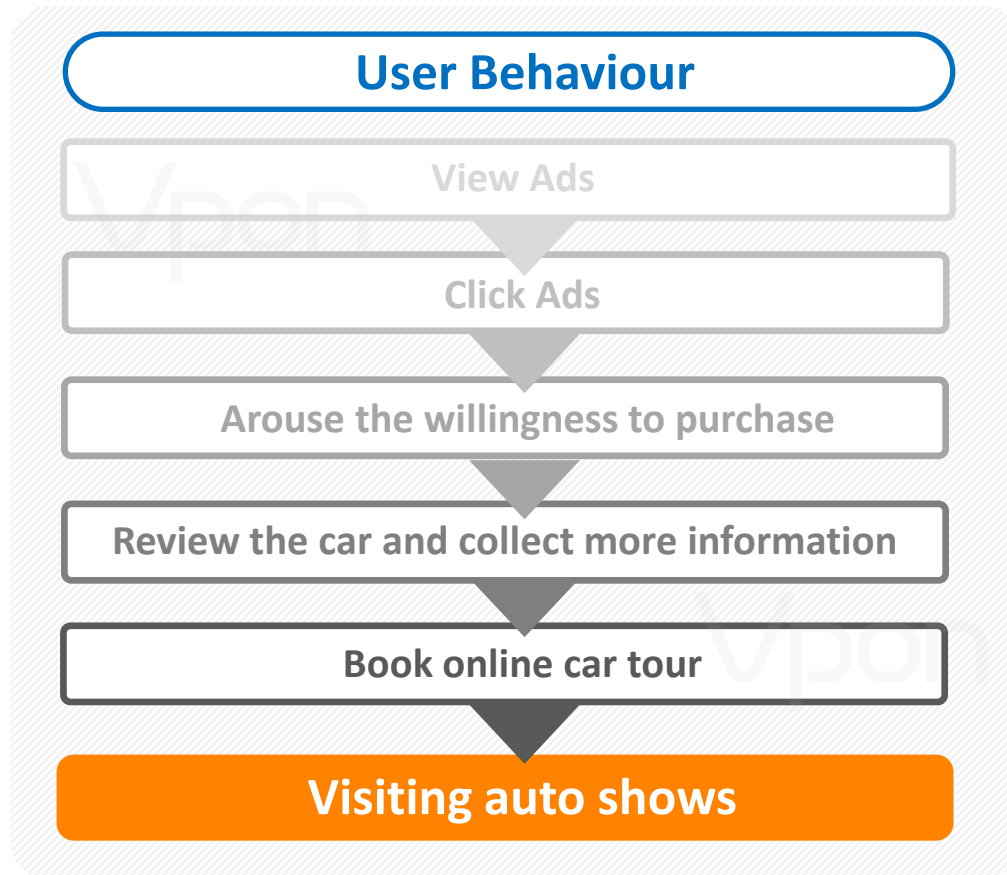 User Behaviour
View Ads
Vpon
Click Ads
Arouse the willingness to purchase
Review the car and collect more information
Book online car tour
Vpon
Visiting auto shows